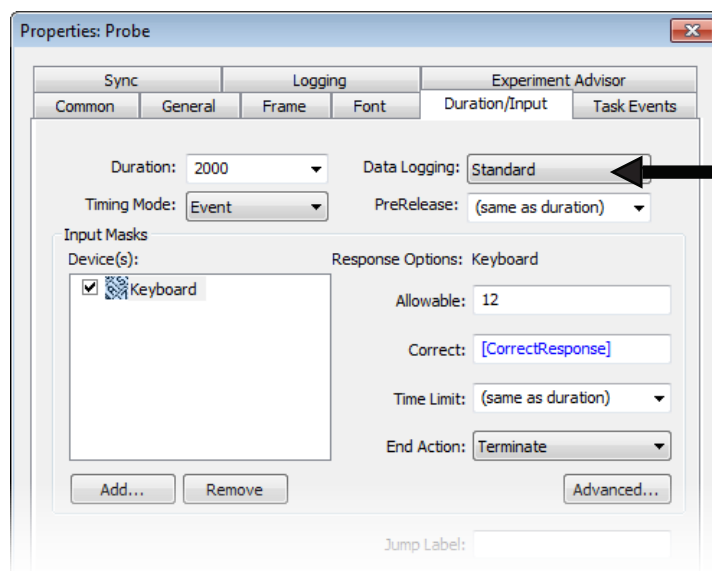 Properties: Probe
Sync Logging Experiment Advisor
Common General Frame Font Duration/Input Task Events
Duration: 2000 Data Logging: Standard
Timing Mode: Event PreRelease: (same as duration)
Input Masks
Device(s): Response Options: Keyboard
Keyboard
Allowable: 12
Correct: [CorrectResponse]
Time Limit: (same as duration)
End Action: Terminate
Add... Remove Advanced...
Jump Label: